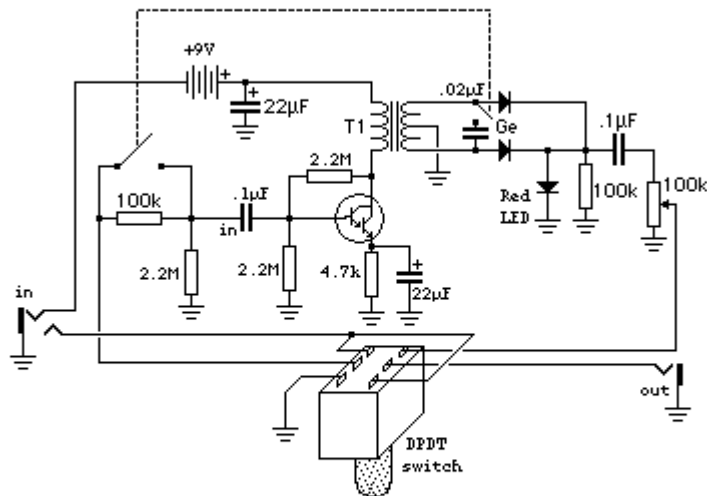 +9V
+
+
22µF
T1
.02µF
Ge
.1µF
2.2M
100k
.1µF
in
100k
Red
LED
100k
2.2M
2.2M
4.7k
+
22µF
in
out
DPDT
switch